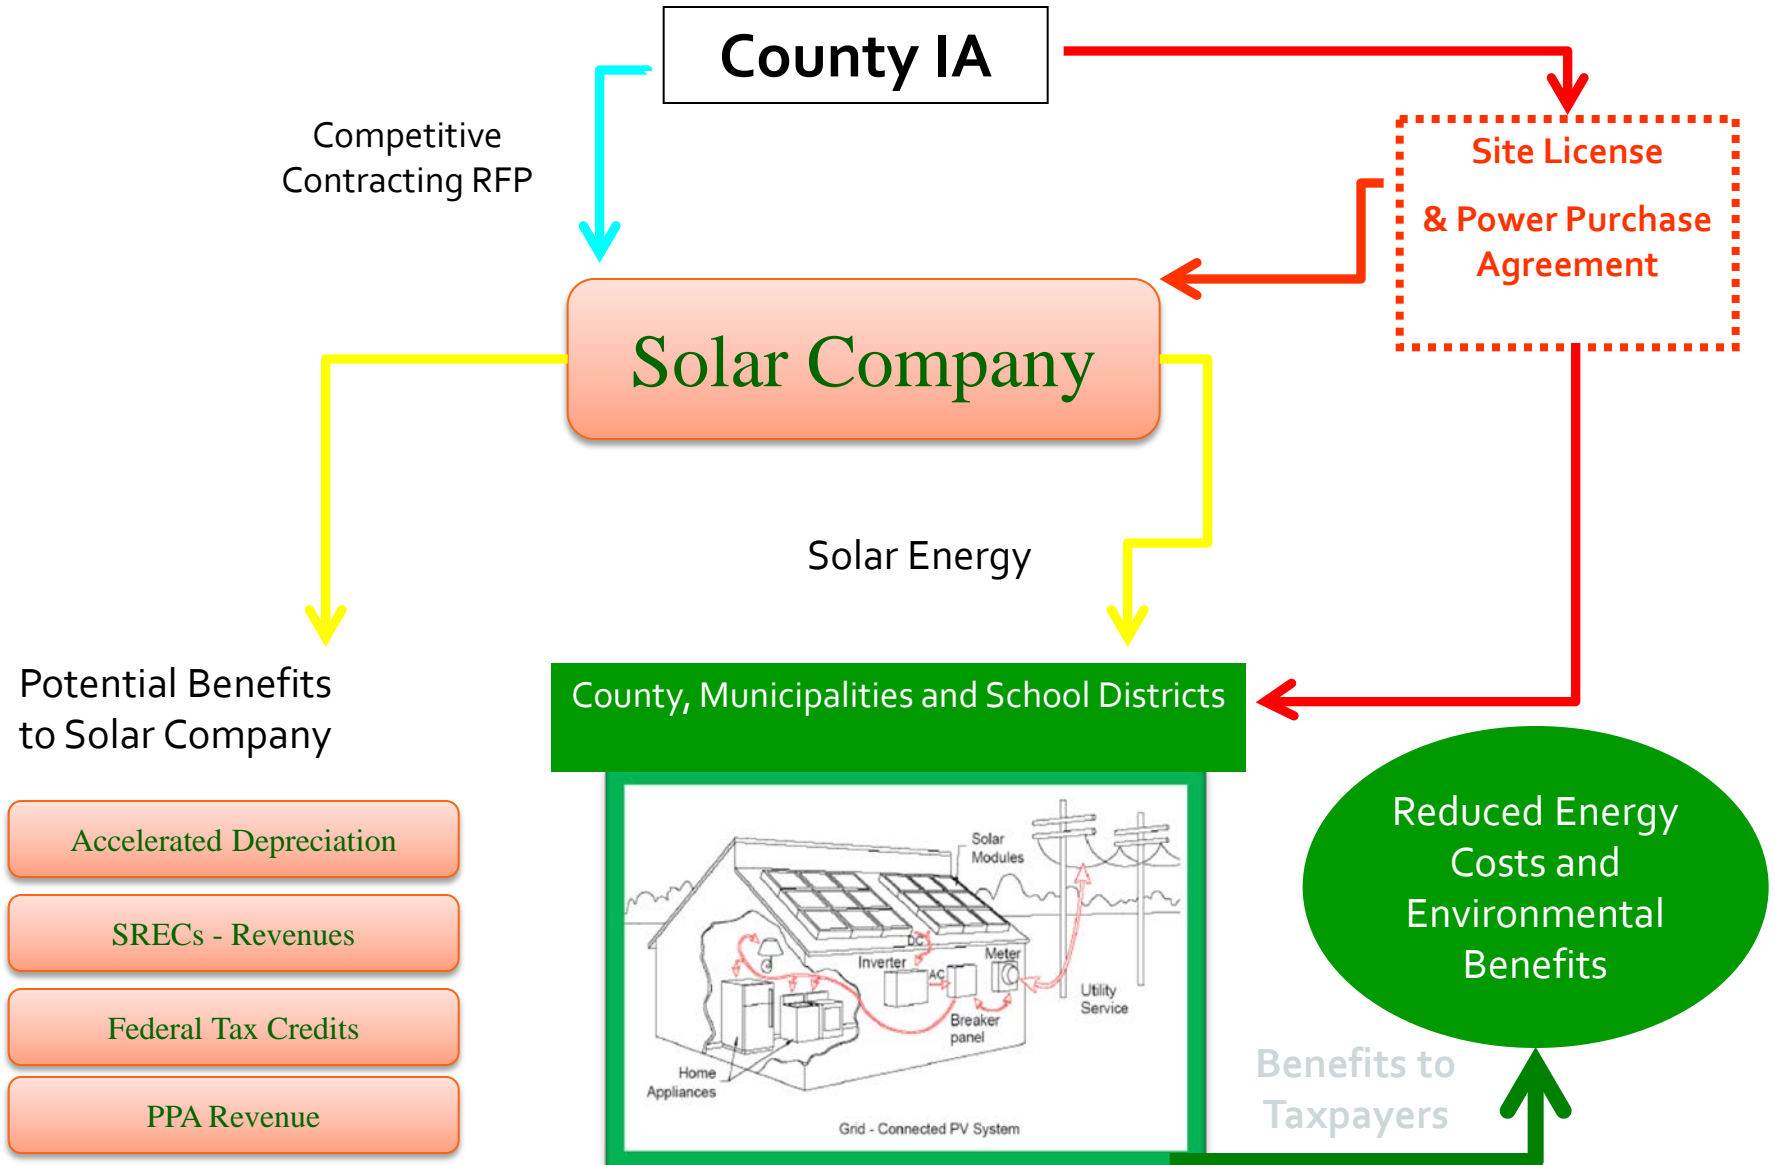 County IA
Competitive
Contracting RFP
Site License
& Power Purchase
Agreement
Solar Company
Solar Energy
Potential Benefits
to Solar Company
County, Municipalities and School Districts
Accelerated Depreciation
SRECs - Revenues
Federal Tax Credits
PPA Revenue
Solar
Modules
DC
Inverter
AC
Meter
Utility
Service
Breaker
panel
Home
Appliances
Grid - Connected PV System
Reduced Energy
Costs and
Environmental
Benefits
Benefits to
Taxpayers